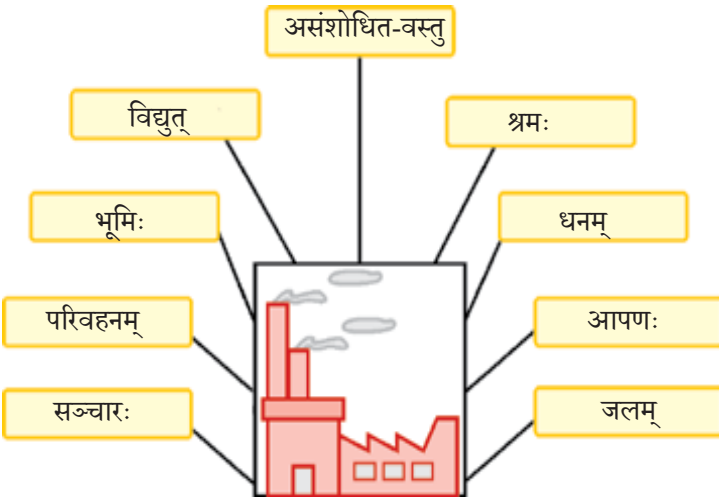 असंशोधित-वस्तु
विद्युत्
श्रमः
भूमिः
धनम्
परिवहनम्
आपणः
सञ्चारः
जलम्